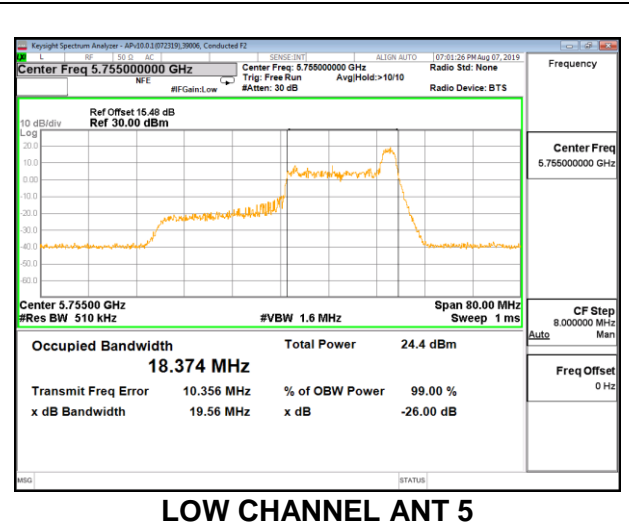 Keysight Spectrum Analyzer - APv10.0.1(072319),39006, Conducted F2
L RF 50 Ω AC SENSE:INT ALIGN AUTO 07:01:26 PM Aug 07, 2019
Center Freq 5.755000000 GHz Center Freq: 5.755000000 GHz Radio Std: None Frequency
NFE Trig: Free Run Avg|Hold:>10/10
#IFGain:Low #Atten: 30 dB Radio Device: BTS
Ref Offset 15.48 dB
10 dB/div Ref 30.00 dBm
Log
20.0
10.0
0.00
-10.0
-20.0
-30.0
-40.0
-50.0
-60.0
Center Freq
5.755000000 GHz
Center 5.75500 GHz Span 80.00 MHz
#Res BW 510 kHz #VBW 1.6 MHz Sweep 1 ms
CF Step
8.000000 MHz
Auto Man
Occupied Bandwidth Total Power 24.4 dBm
18.374 MHz
Transmit Freq Error 10.356 MHz % of OBW Power 99.00 %
x dB Bandwidth 19.56 MHz x dB -26.00 dB
Freq Offset
0 Hz
MSG STATUS
LOW CHANNEL ANT 5